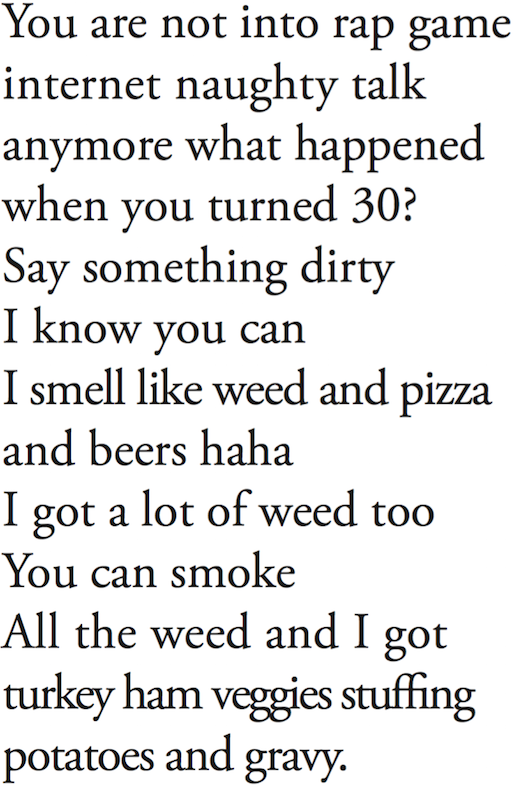 You are not into rap game
internet naughty talk
anymore what happened
when you turned 30?
Say something dirty
I know you can
I smell like weed and pizza
and beers haha
I got a lot of weed too
You can smoke
All the weed and I got
turkey ham veggies stuffing
potatoes and gravy.